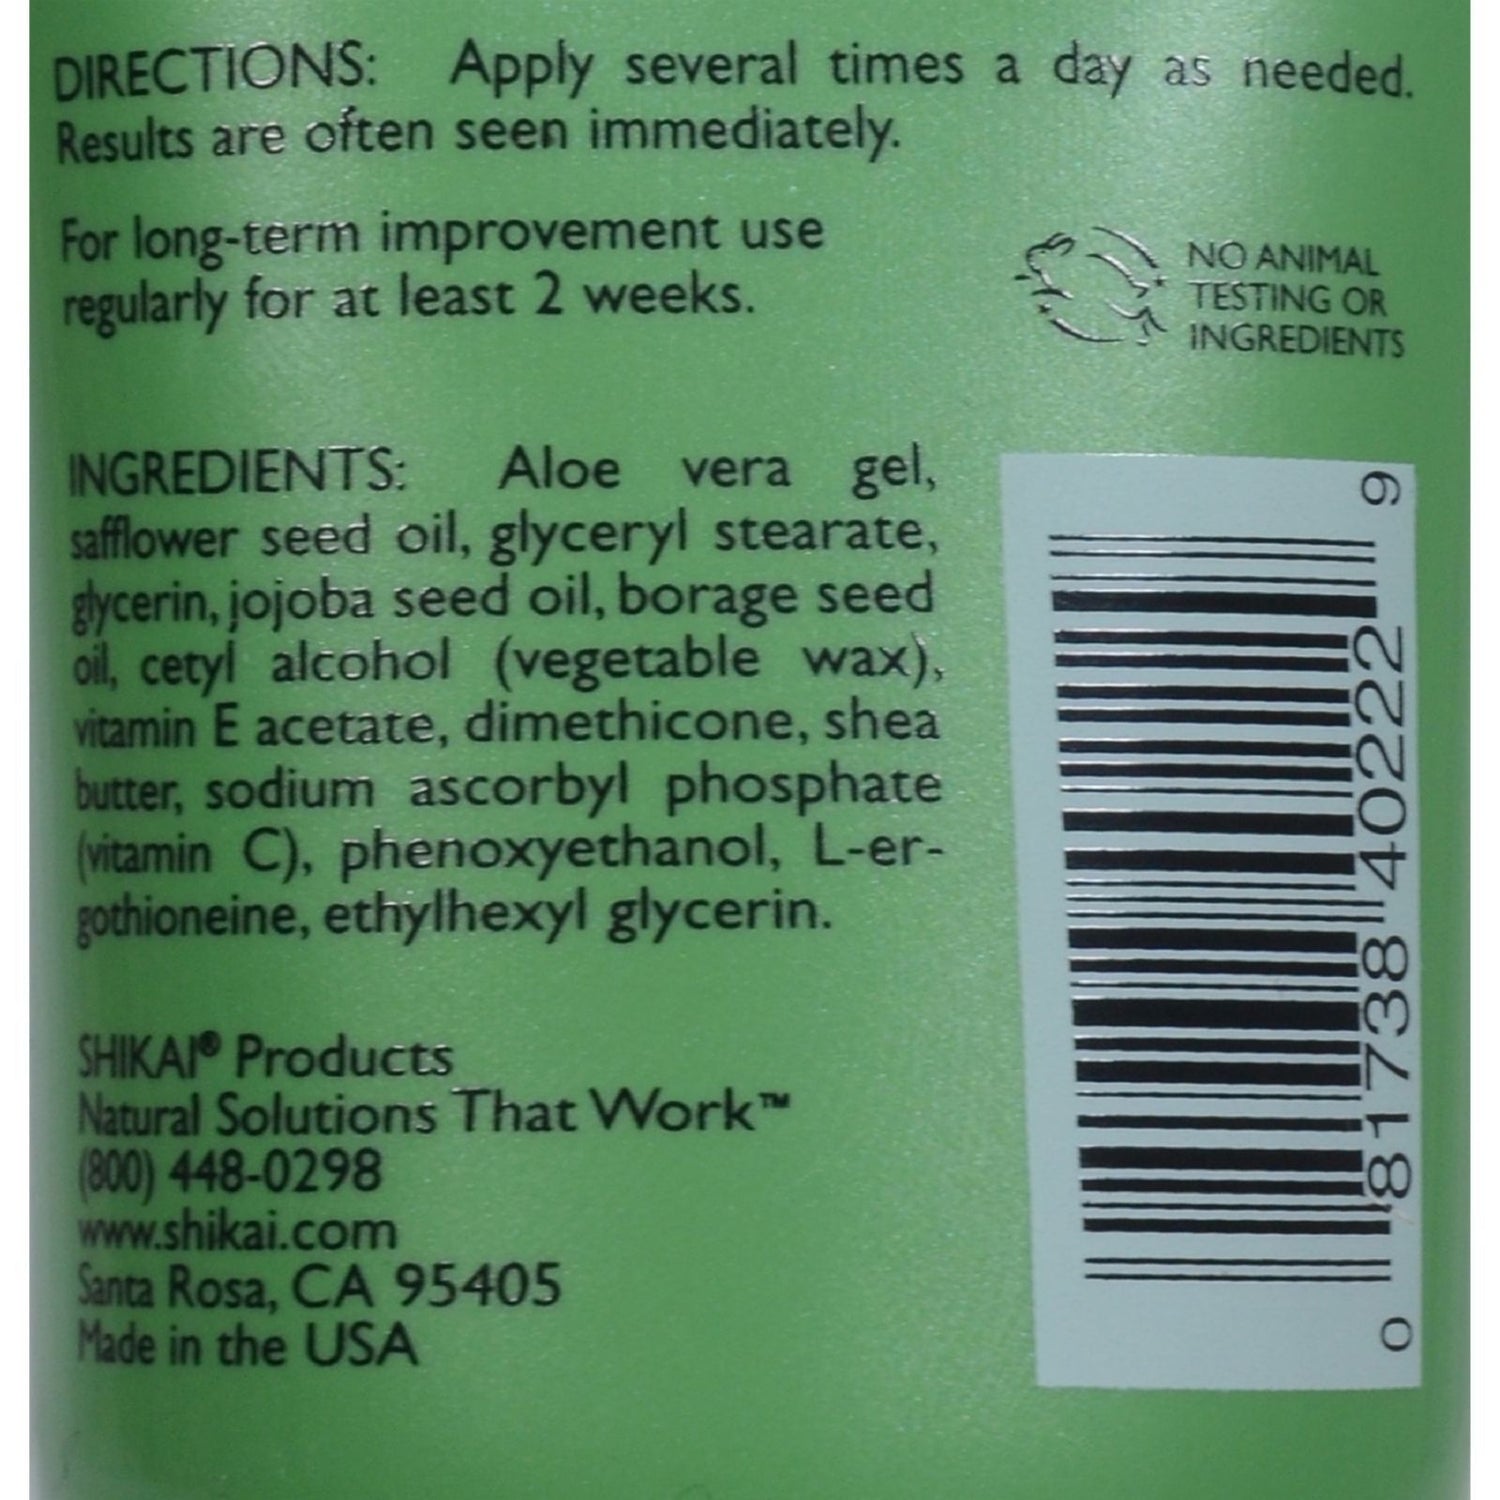 DIRECTIONS: Apply several times a day as needed.
Results are often seen immediately.
For long-term improvement use
regularly for at least 2 weeks.
NO ANIMAL
TESTING OR
INGREDIENTS
INGREDIENTS: Aloe vera gel,
safflower seed oil, glyceryl stearate,
glycerin, jojoba seed oil, borage seed
oil, cetyl alcohol (vegetable wax),
vitamin E acetate, dimethicone, shea
butter, sodium ascorbyl phosphate
(vitamin C), phenoxyethanol, L-er-
gothioneine, ethylhexyl glycerin.
SHIKAI® Products
Natural Solutions That Work™
(800) 448-0298
www.shikai.com
Santa Rosa, CA 95405
Made in the USA
0 81738 40222 9